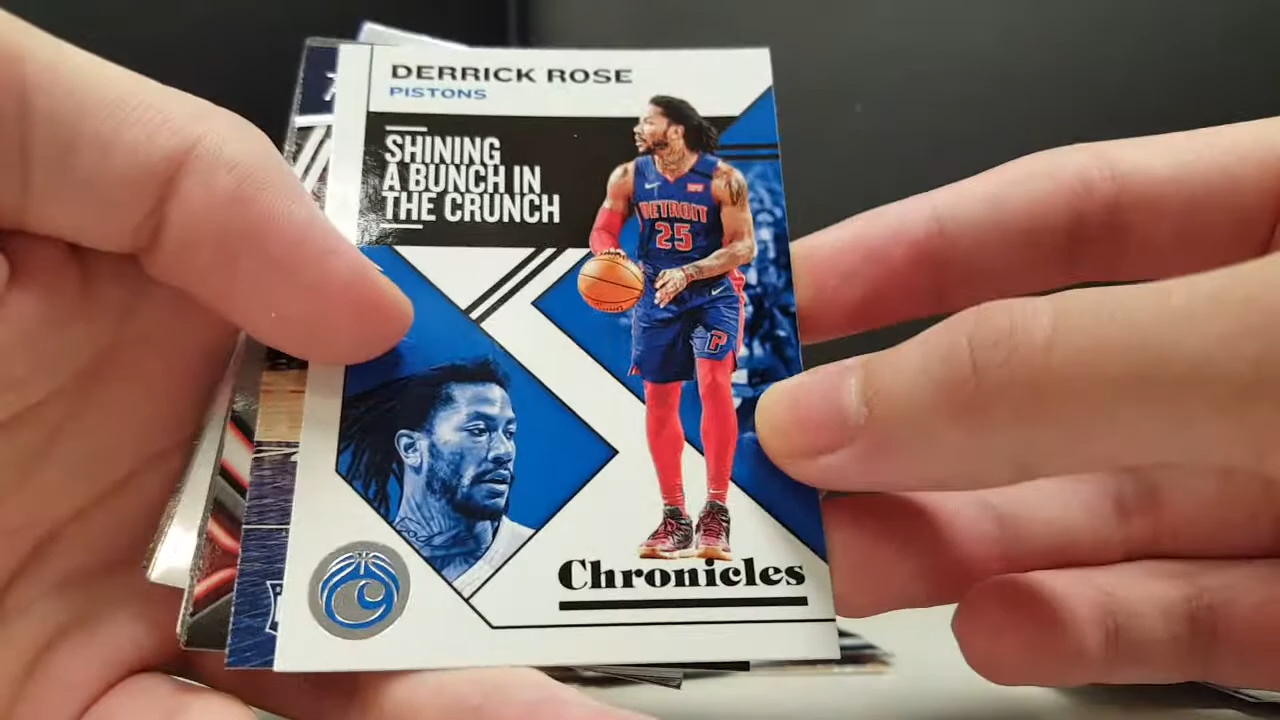 DERRICK ROSE
PISTONS
SHINING
A BUNCH IN
THE CRUNCH
DETROIT
25
Chronicles